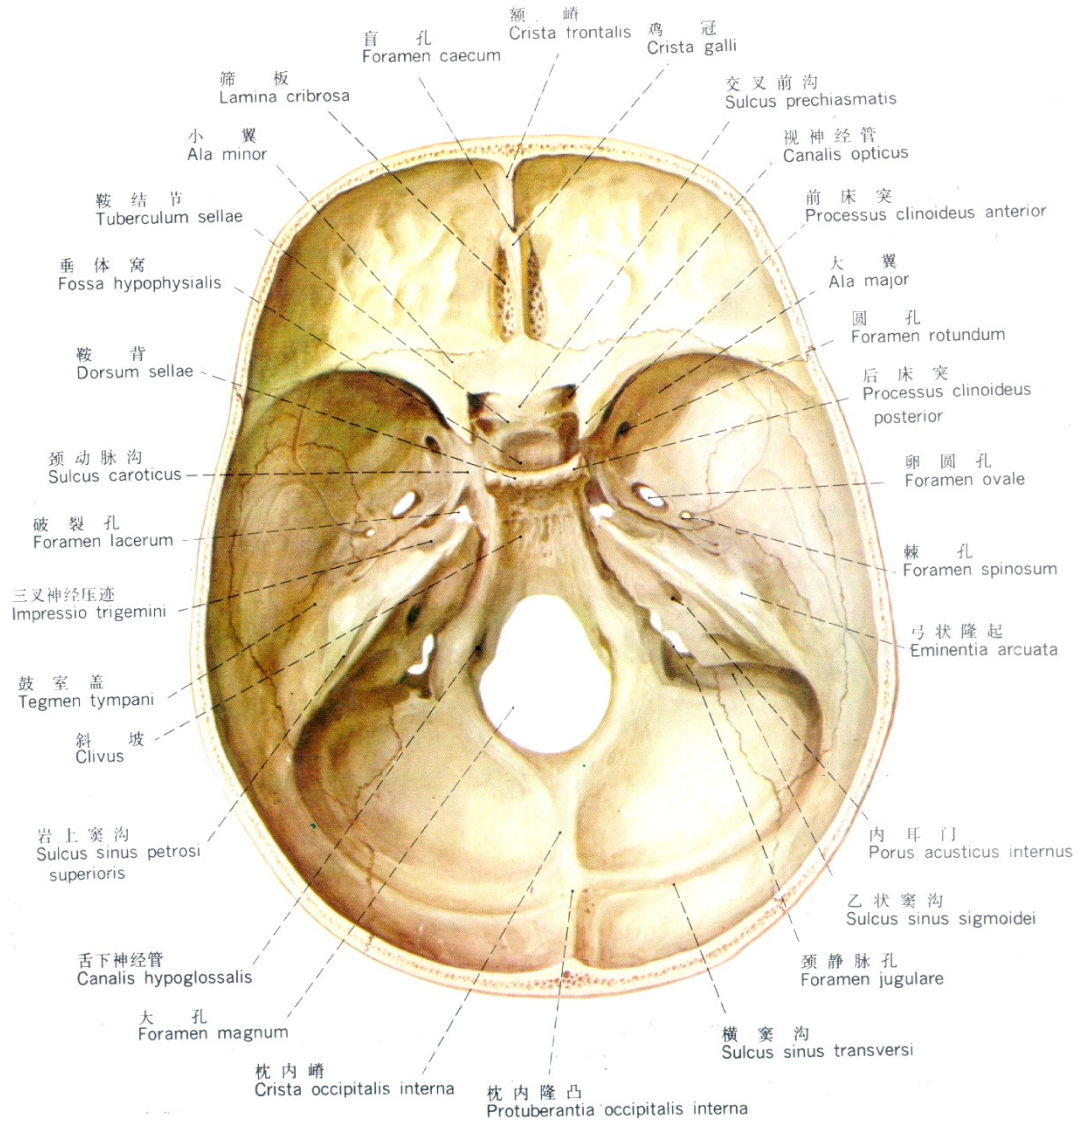 额 嵴
Crista frontalis
鸡 冠
Crista galli
盲 孔
Foramen caecum
筛 板
Lamina cribrosa
交叉前沟
Sulcus prechiasmatis
小 翼
Ala minor
视神经管
Canalis opticus
鞍 结 节
Tuberculum sellae
前 床 突
Processus clinoideus anterior
垂 体 窝
Fossa hypophysialis
大 翼
Ala major
圆 孔
Foramen rotundum
鞍 背
Dorsum sellae
后 床 突
Processus clinoideus
posterior
颈动脉沟
Sulcus caroticus
卵 圆 孔
Foramen ovale
破 裂 孔
Foramen lacerum
棘 孔
Foramen spinosum
三叉神经压迹
Impressio trigemini
弓状隆起
Eminentia arcuata
鼓 室 盖
Tegmen tympani
斜 坡
Clivus
岩上窦沟
Sulcus sinus petrosi
superioris
内 耳 门
Porus acusticus internus
乙状窦沟
Sulcus sinus sigmoidei
舌下神经管
Canalis hypoglossalis
颈静脉孔
Foramen jugulare
大 孔
Foramen magnum
横 窦 沟
Sulcus sinus transversi
枕内嵴
Crista occipitalis interna
枕内隆凸
Protuberantia occipitalis interna